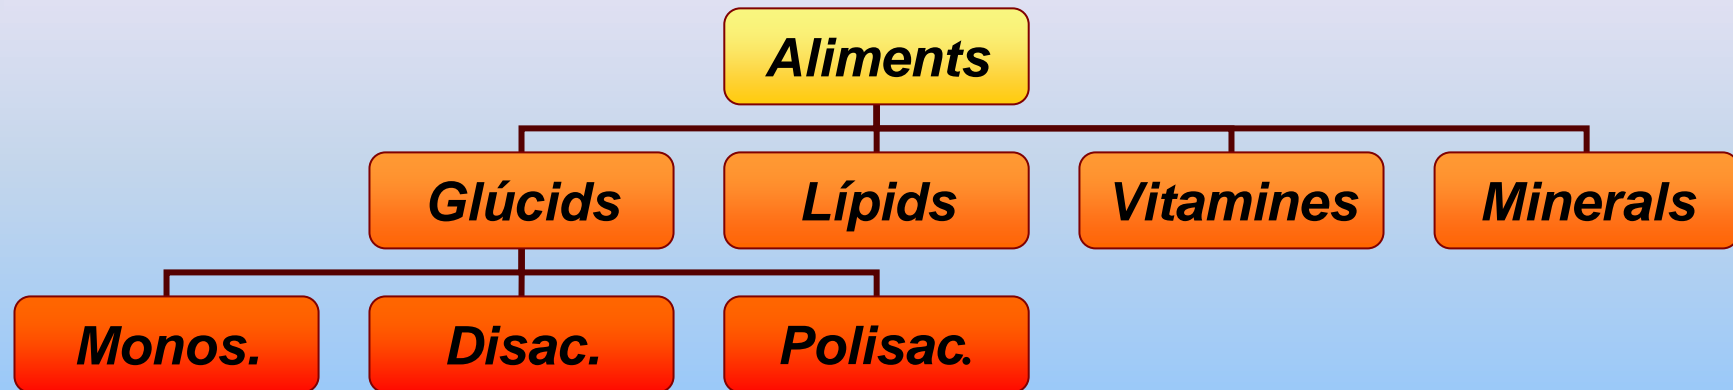 Aliments
Glúcids
Lípids
Vitamines
Minerals
Monos.
Disac.
Polisac.